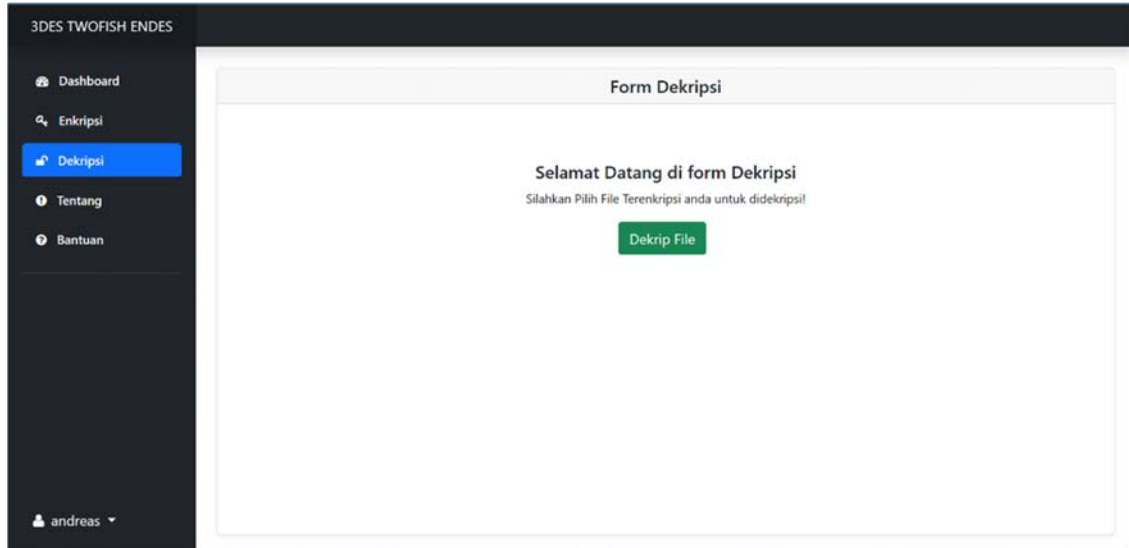 3DES TWOFISH ENDES
Dashboard
Enkripsi
Dekripsi
Tentang
Bantuan
andreas
Form Dekripsi
Selamat Datang di form Dekripsi
Silahkan Pilih File Terenkripsi anda untuk didekripsi!
Dekrip File